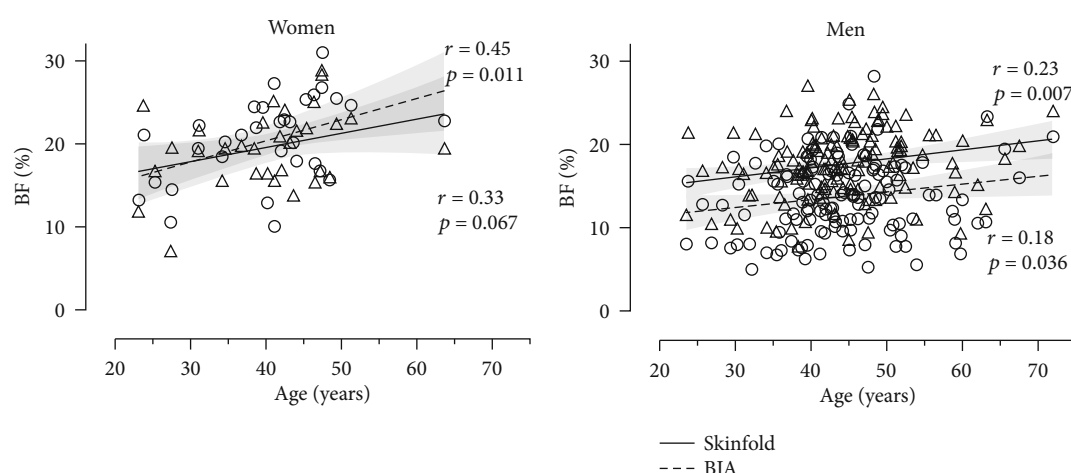 Women
30
20
10
0
BF (%)
r = 0.45
p = 0.011
r = 0.33
p = 0.067
20 30 40 50 60 70
Age (years)
Men
30
20
10
0
BF (%)
r = 0.23
p = 0.007
r = 0.18
p = 0.036
20 30 40 50 60 70
Age (years)
Skinfold
BIA